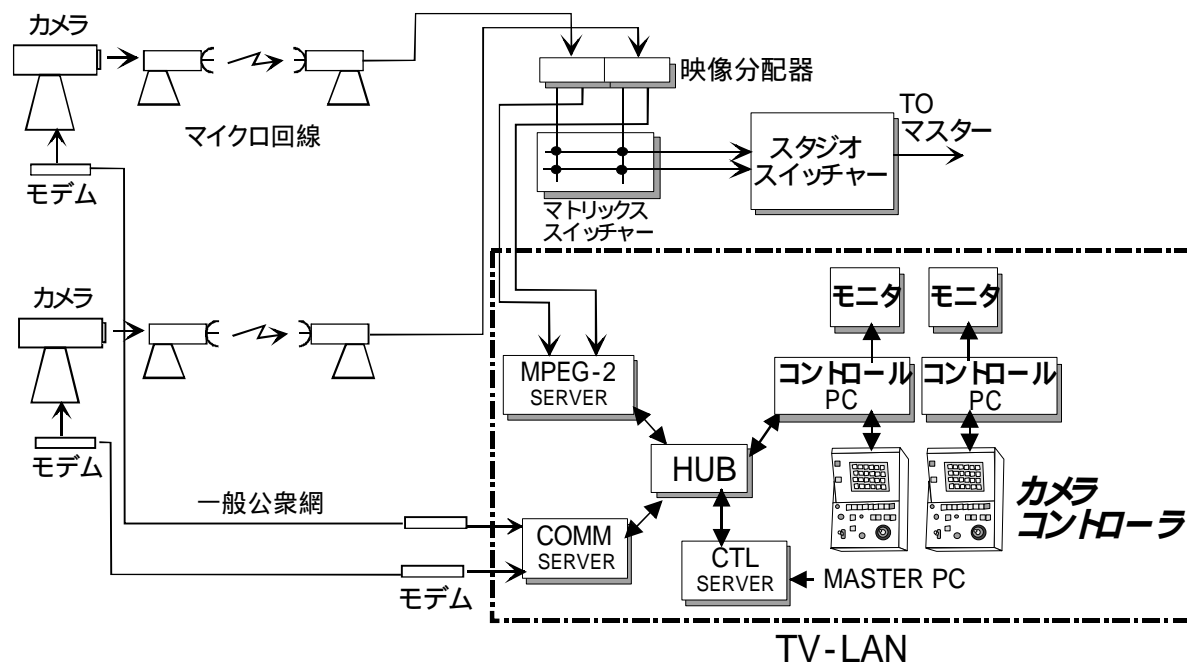 カメラ
マイクロ回線
モデム
映像分配器
TO
マスター
スタジオ
スイッチャー
マトリックス
スイッチャー
カメラ
モデム
一般公衆網
モデム
モニタ
モニタ
MPEG-2
SERVER
コントロール
PC
コントロール
PC
HUB
カメラ
コントローラ
COMM
SERVER
CTL
SERVER
MASTER PC
TV-LAN